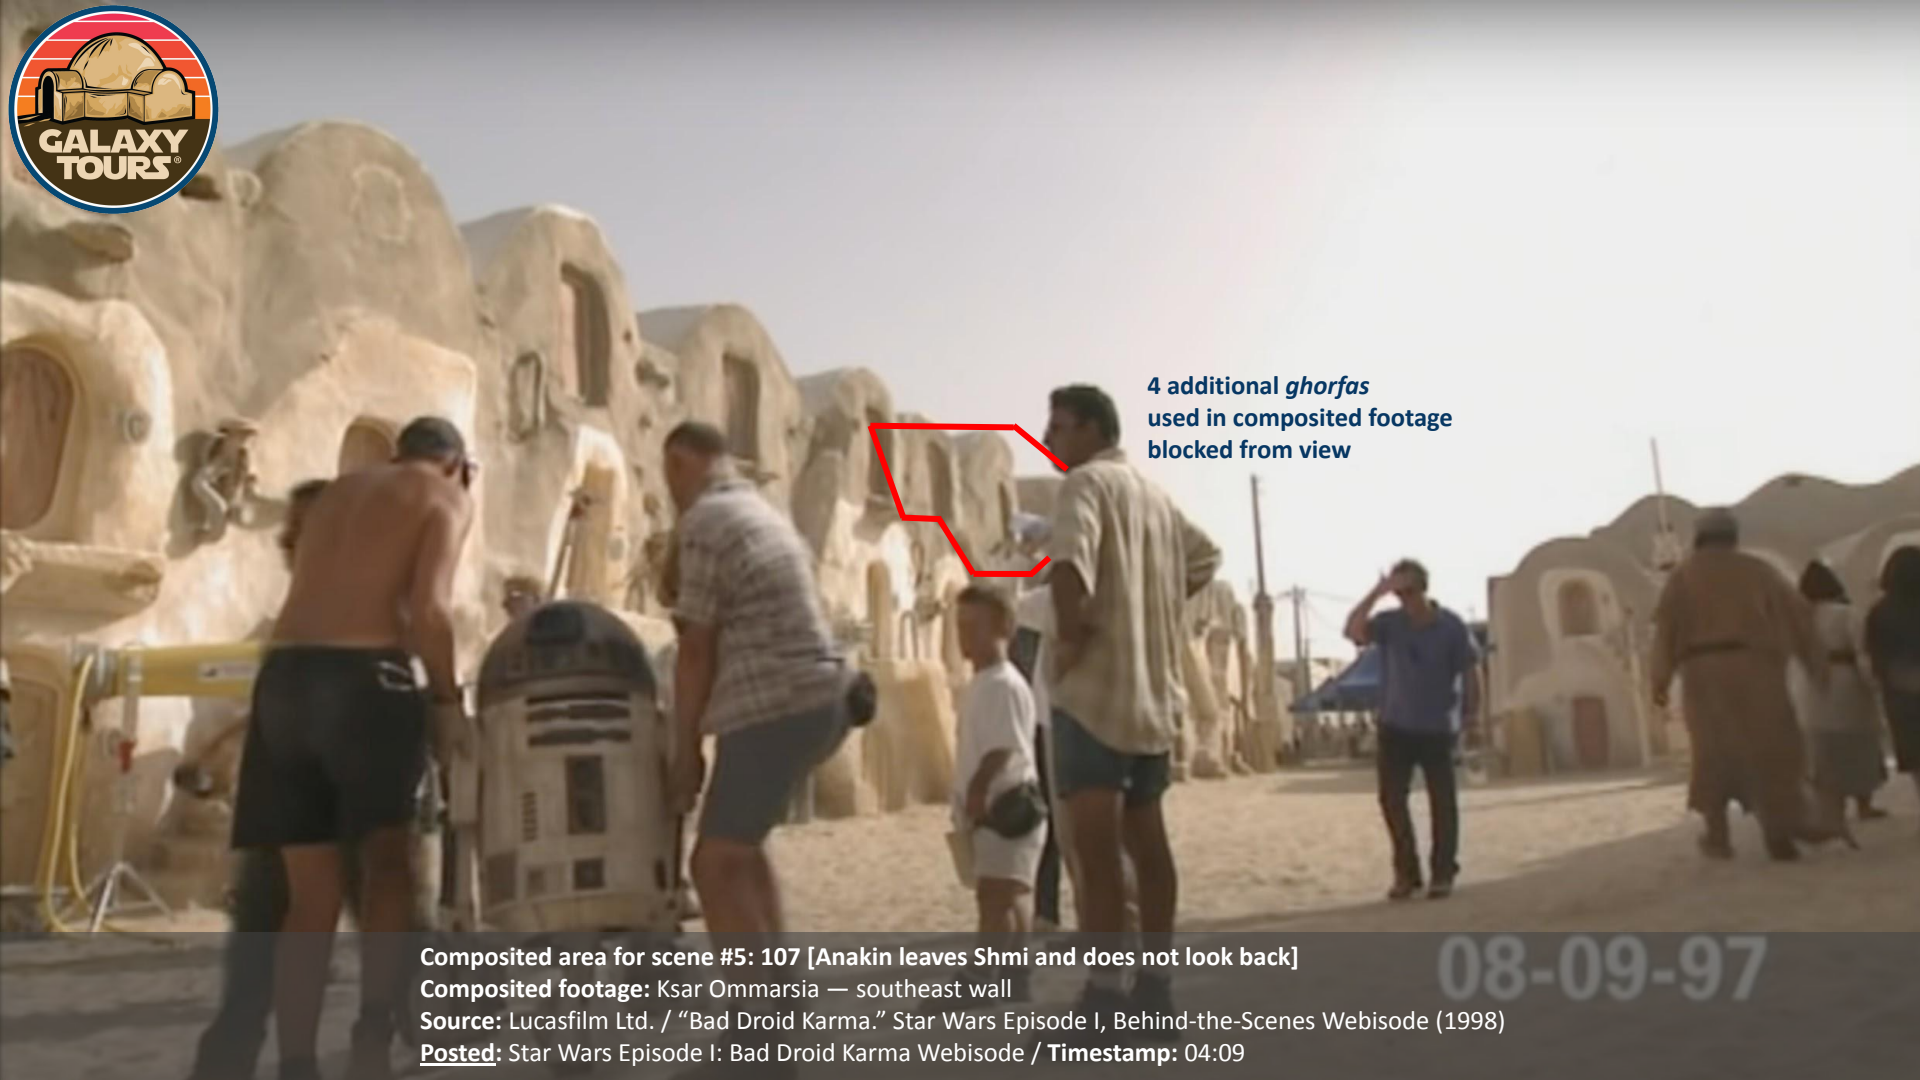 GALAXY
TOURS®
4 additional ghorfas
used in composited footage
blocked from view
08-09-97
Composited area for scene #5: 107 [Anakin leaves Shmi and does not look back]
Composited footage: Ksar Ommarsia — southeast wall
Source: Lucasfilm Ltd. / “Bad Droid Karma.” Star Wars Episode I, Behind-the-Scenes Webisode (1998)
Posted: Star Wars Episode I: Bad Droid Karma Webisode / Timestamp: 04:09